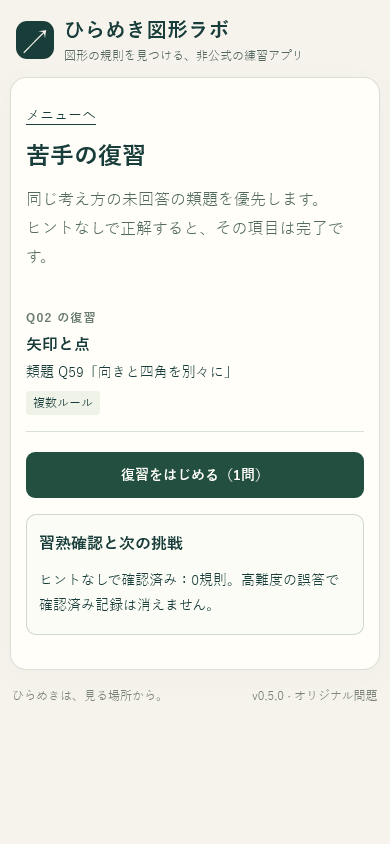 ひらめき図形ラボ
図形の規則を見つける、非公式の練習アプリ
メニューへ
苦手の復習
同じ考え方の未回答の類題を優先します。
ヒントなしで正解すると、その項目は完了で
す。
Q02 の復習
矢印と点
類題 Q59「向きと四角を別々に」
複数ルール
復習をはじめる（1問）
習熟確認と次の挑戦
ヒントなしで確認済み：0規則。高難度の誤答で
確認済み記録は消えません。
ひらめきは、見る場所から。
v0.5.0 · オリジナル問題